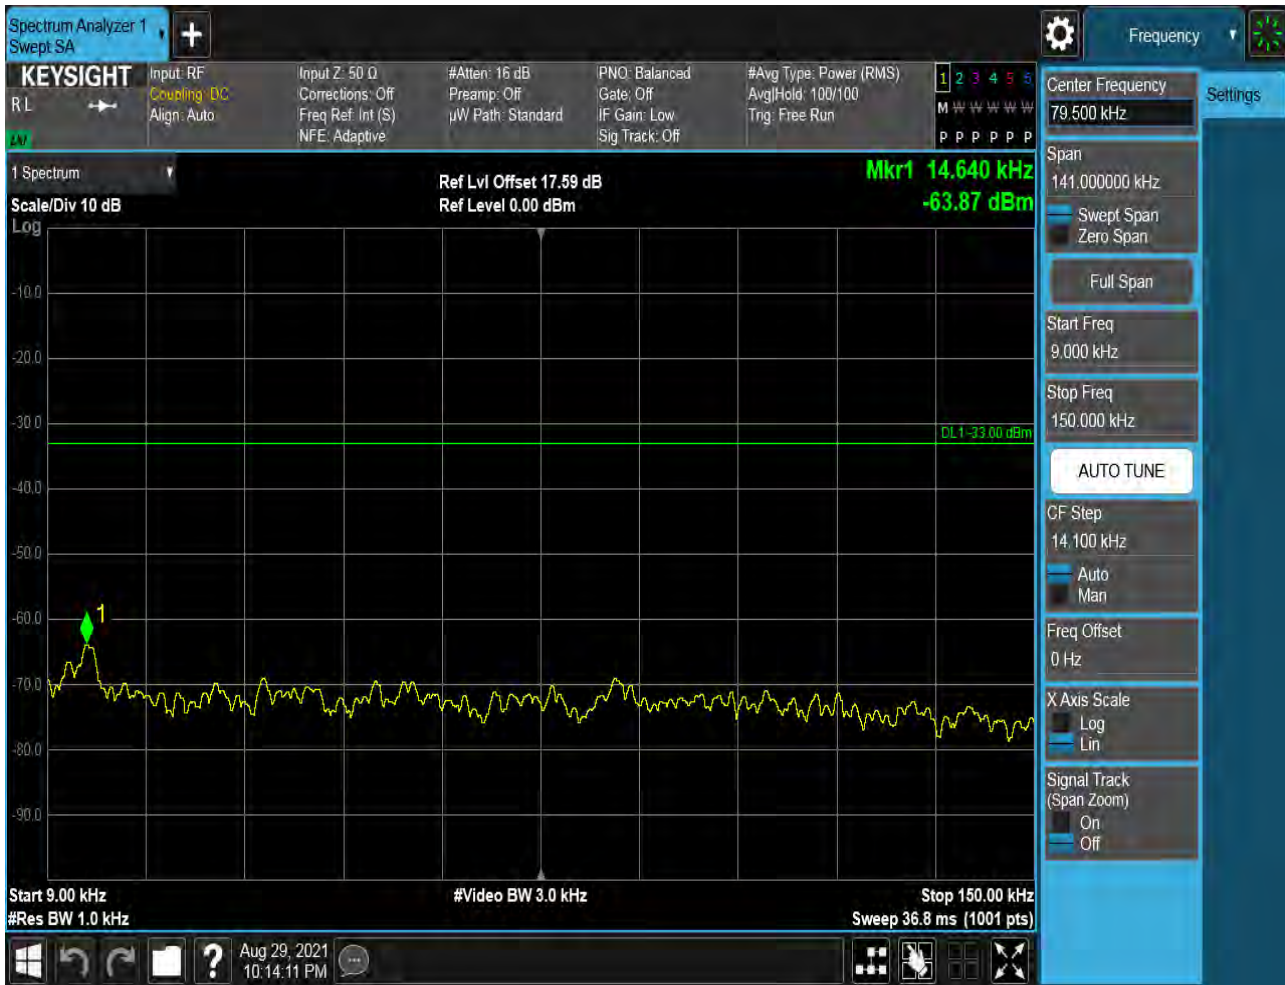 Spectrum Analyzer 1
Swept SA
+
Frequency
KEYSIGHT
R L
LXI
Input: RF
Coupling: DC
Align: Auto
Input Z: 50 Ω
Corrections: Off
Freq Ref: Int (S)
NFE: Adaptive
#Atten: 16 dB
Preamp: Off
µW Path: Standard
PNO: Balanced
Gate: Off
IF Gain: Low
Sig Track: Off
#Avg Type: Power (RMS)
Avg|Hold: 100/100
Trig: Free Run
1 2 3 4 5 6
M W W W W W
P P P P P P
1 Spectrum
Scale/Div 10 dB
Log
Ref Lvl Offset 17.59 dB
Ref Level 0.00 dBm
Mkr1 14.640 kHz
-63.87 dBm
-10.0
-20.0
-30.0
DL1 -33.00 dBm
-40.0
-50.0
-60.0
1
-70.0
-80.0
-90.0
Start 9.00 kHz
#Res BW 1.0 kHz
#Video BW 3.0 kHz
Stop 150.00 kHz
Sweep 36.8 ms (1001 pts)
?
Aug 29, 2021
10:14:11 PM
Center Frequency
79.500 kHz
Span
141.000000 kHz
Swept Span
Zero Span
Full Span
Start Freq
9.000 kHz
Stop Freq
150.000 kHz
AUTO TUNE
CF Step
14.100 kHz
Auto
Man
Freq Offset
0 Hz
X Axis Scale
Log
Lin
Signal Track
(Span Zoom)
On
Off
Settings